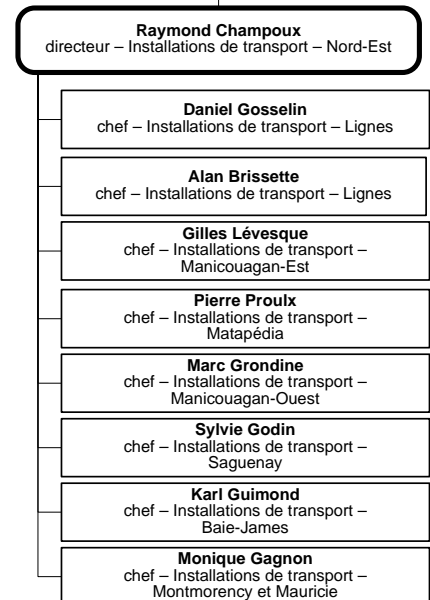 Raymond Champoux
directeur – Installations de transport – Nord-Est
Daniel Gosselin
chef – Installations de transport – Lignes
Alan Brissette
chef – Installations de transport – Lignes
Gilles Lévesque
chef – Installations de transport –
Manicouagan-Est
Pierre Proulx
chef – Installations de transport –
Matapédia
Marc Grondine
chef – Installations de transport –
Manicouagan-Ouest
Sylvie Godin
chef – Installations de transport –
Saguenay
Karl Guimond
chef – Installations de transport –
Baie-James
Monique Gagnon
chef – Installations de transport –
Montmorency et Mauricie